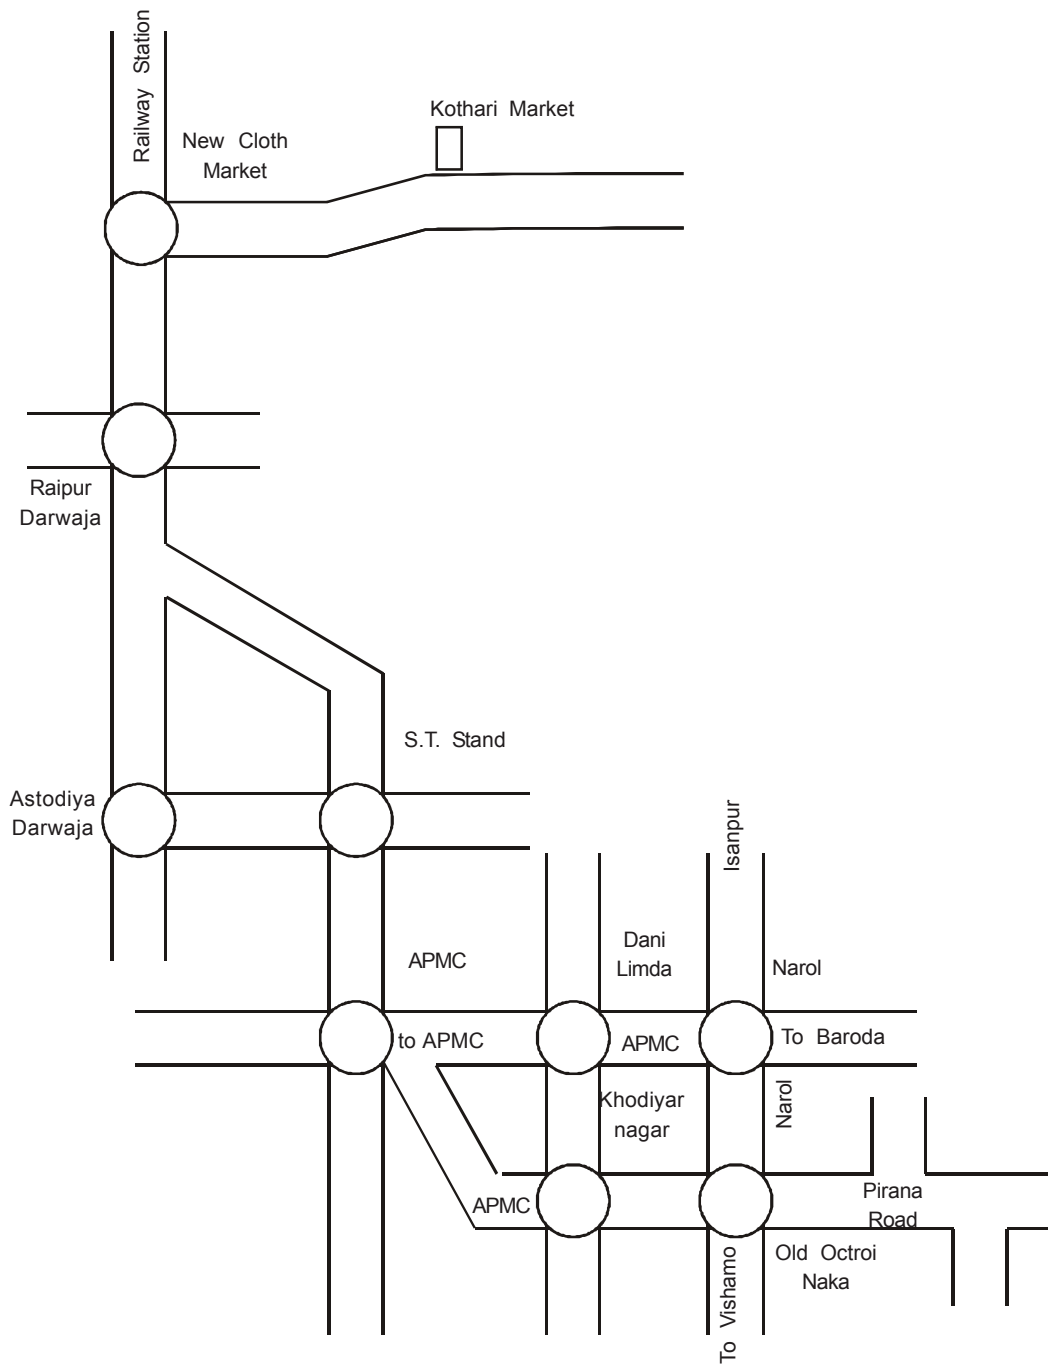 Railway Station
Kothari Market
New Cloth
Market
Raipur
Darwaja
S.T. Stand
Astodiya
Darwaja
Isanpur
APMC
Dani
Limda
Narol
to APMC
APMC
To Baroda
Khodiyar
nagar
Narol
APMC
Pirana
Road
Old Octroi
Naka
To Vishamo